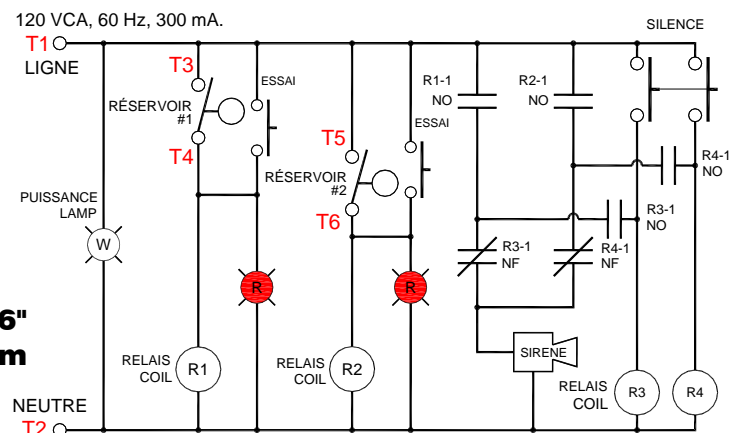 120 VCA, 60 Hz, 300 mA.
T1
LIGNE
SILENCE
T3
ESSAI
RÉSERVOIR
#1
T4
T5
ESSAI
RÉSERVOIR
#2
T6
R1-1
NO
R2-1
NO
R4-1
NO
R3-1
NO
R3-1
NF
R4-1
NF
PUISSANCE
LAMP
W
R
R
6"
m
SIRENE
RELAIS
COIL
R1
RELAIS
COIL
R2
RELAIS
COIL
R3
R4
NEUTRE
T2